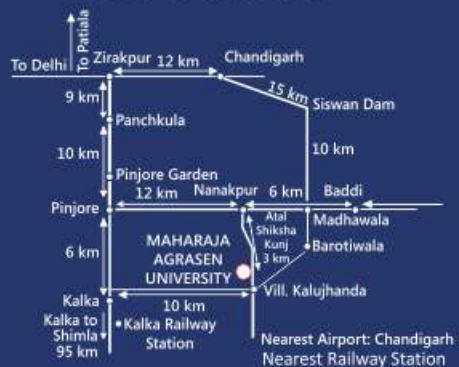 To Patiala
Zirakpur
12 km
Chandigarh
To Delhi
15 km
9 km
Siswan Dam
Panchkula
10 km
10 km
Pinjore Garden
12 km
Nanakpur
6 km
Baddi
Pinjore
Madhawala
Atal
Shiksha
Kunj
3 km
6 km
MAHARAJA
AGRASEN
UNIVERSITY
Barotiwala
Vill. Kalujhanda
Kalka
10 km
Kalka to
Shimla
95 km
Kalka Railway
Station
Nearest Airport: Chandigarh
Nearest Railway Station